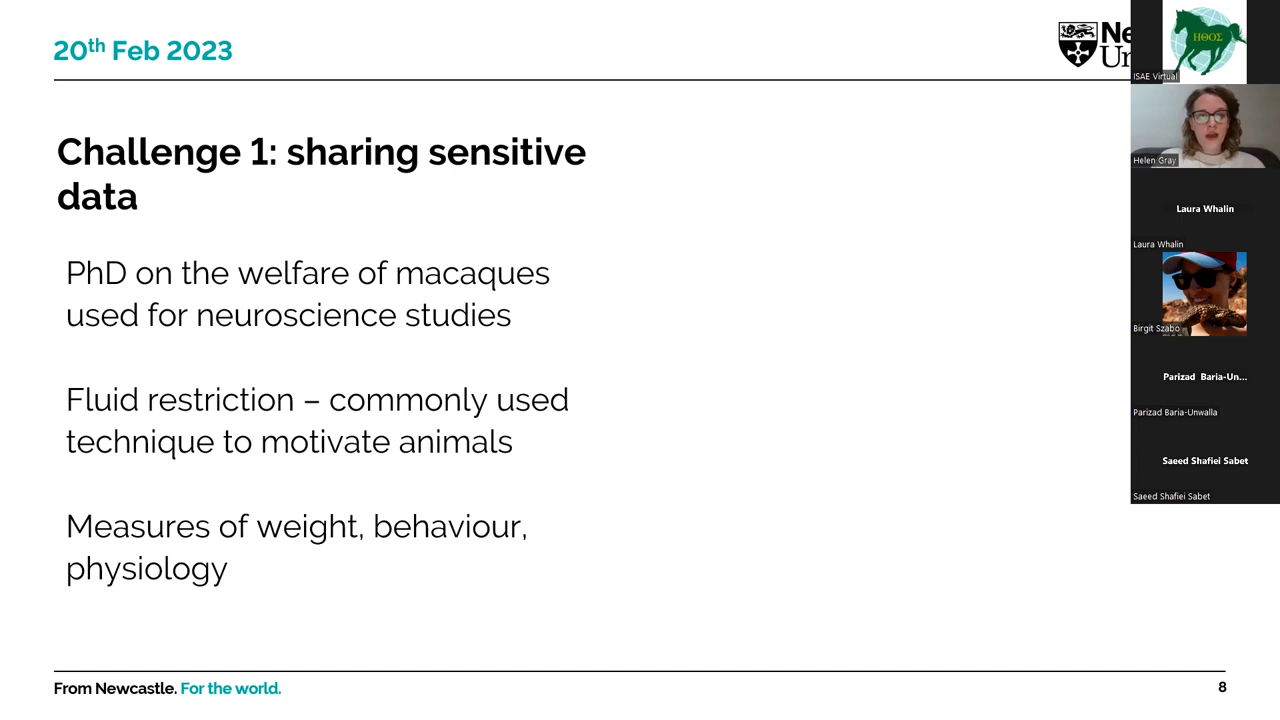 20th Feb 2023
Challenge 1: sharing sensitive
data
PhD on the welfare of macaques
used for neuroscience studies
Fluid restriction – commonly used
technique to motivate animals
Measures of weight, behaviour,
physiology
From Newcastle. For the world.
8
ΗΘΟΣ
ISAE Virtual
Helen Gray
Laura Whalin
Laura Whalin
Birgit Szabo
Parizad Baria-Un...
Parizad Baria-Unwalla
Saeed Shafiei Sabet
Saeed Shafiei Sabet